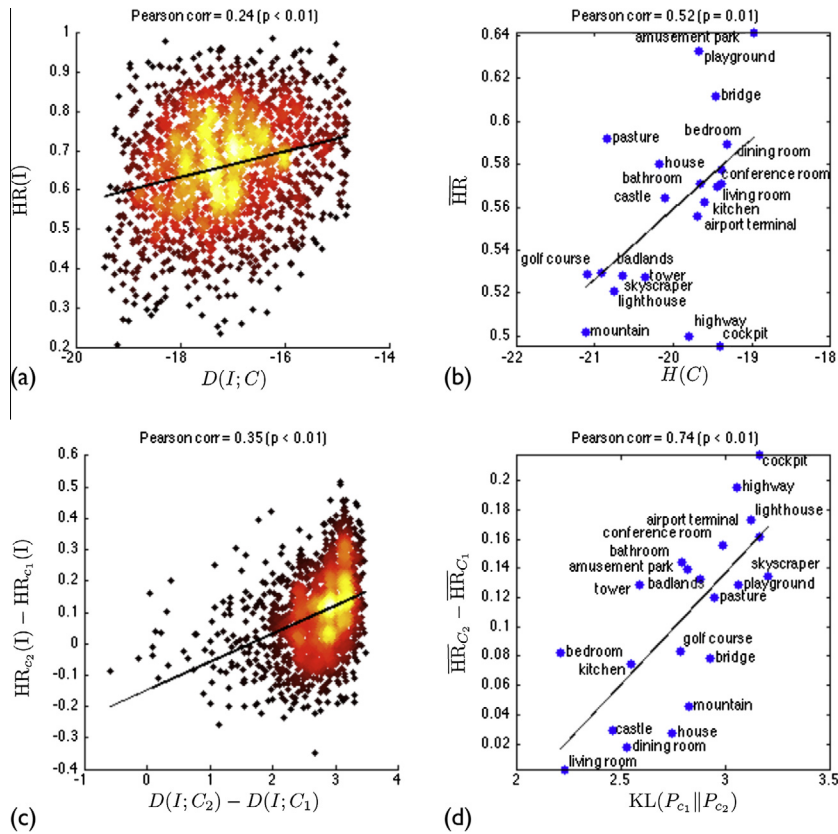 Pearson corr = 0.24 (p < 0.01)
1
0.9
0.8
0.7
0.6
0.5
0.4
0.3
0.2
HR(I)
-20
-18
-16
-14
(a)
D(I; C)
Pearson corr = 0.52 (p = 0.01)
0.64
0.62
0.6
0.58
0.56
0.54
0.52
0.5
H̅R̅
amusement park
playground
bridge
pasture
bedroom
dining room
house
bathroom
conference room
castle
living room
kitchen
airport terminal
golf course
badlands
tower
skyscraper
lighthouse
mountain
highway
cockpit
-22
-21
-20
-19
-18
(b)
H(C)
Pearson corr = 0.35 (p < 0.01)
0.6
0.5
0.4
0.3
0.2
0.1
0
-0.1
-0.2
-0.3
-0.4
HR_c₂(I) − HR_c₁(I)
-1
0
1
2
3
4
(c)
D(I; C₂) − D(I; C₁)
Pearson corr = 0.74 (p < 0.01)
0.2
0.18
0.16
0.14
0.12
0.1
0.08
0.06
0.04
0.02
H̅R̅_C₂ − H̅R̅_C₁
cockpit
highway
lighthouse
airport terminal
conference room
bathroom
amusement park
skyscraper
tower
badlands
playground
pasture
golf course
bedroom
bridge
kitchen
mountain
castle
house
dining room
living room
2
2.5
3
3.5
(d)
KL(P_c₁‖P_c₂)